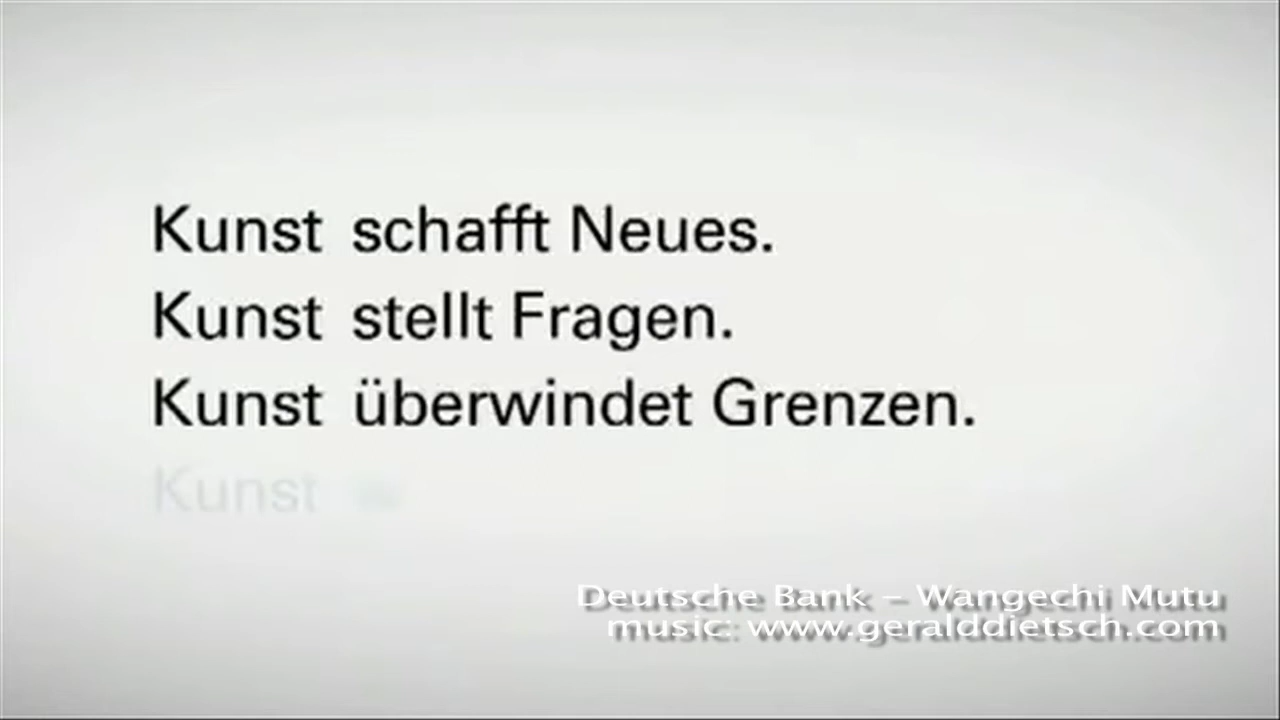 Kunst schafft Neues.
Kunst stellt Fragen.
Kunst überwindet Grenzen.
Kunst
Deutsche Bank – Wangechi Mutu
music: www.geralddietsch.com